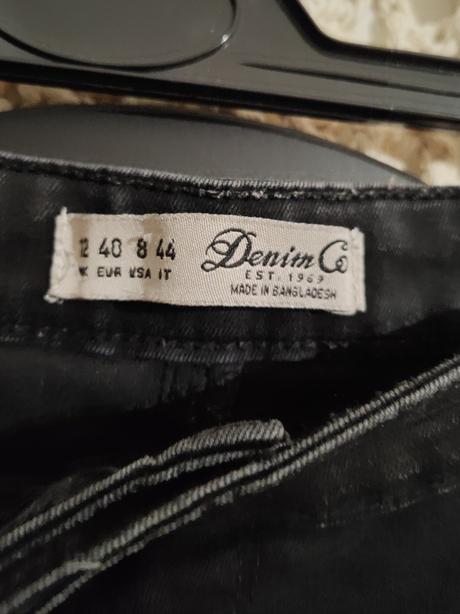 12 40 8 44
UK EUR USA IT
Denim Co
EST. 1969
MADE IN BANGLADESH